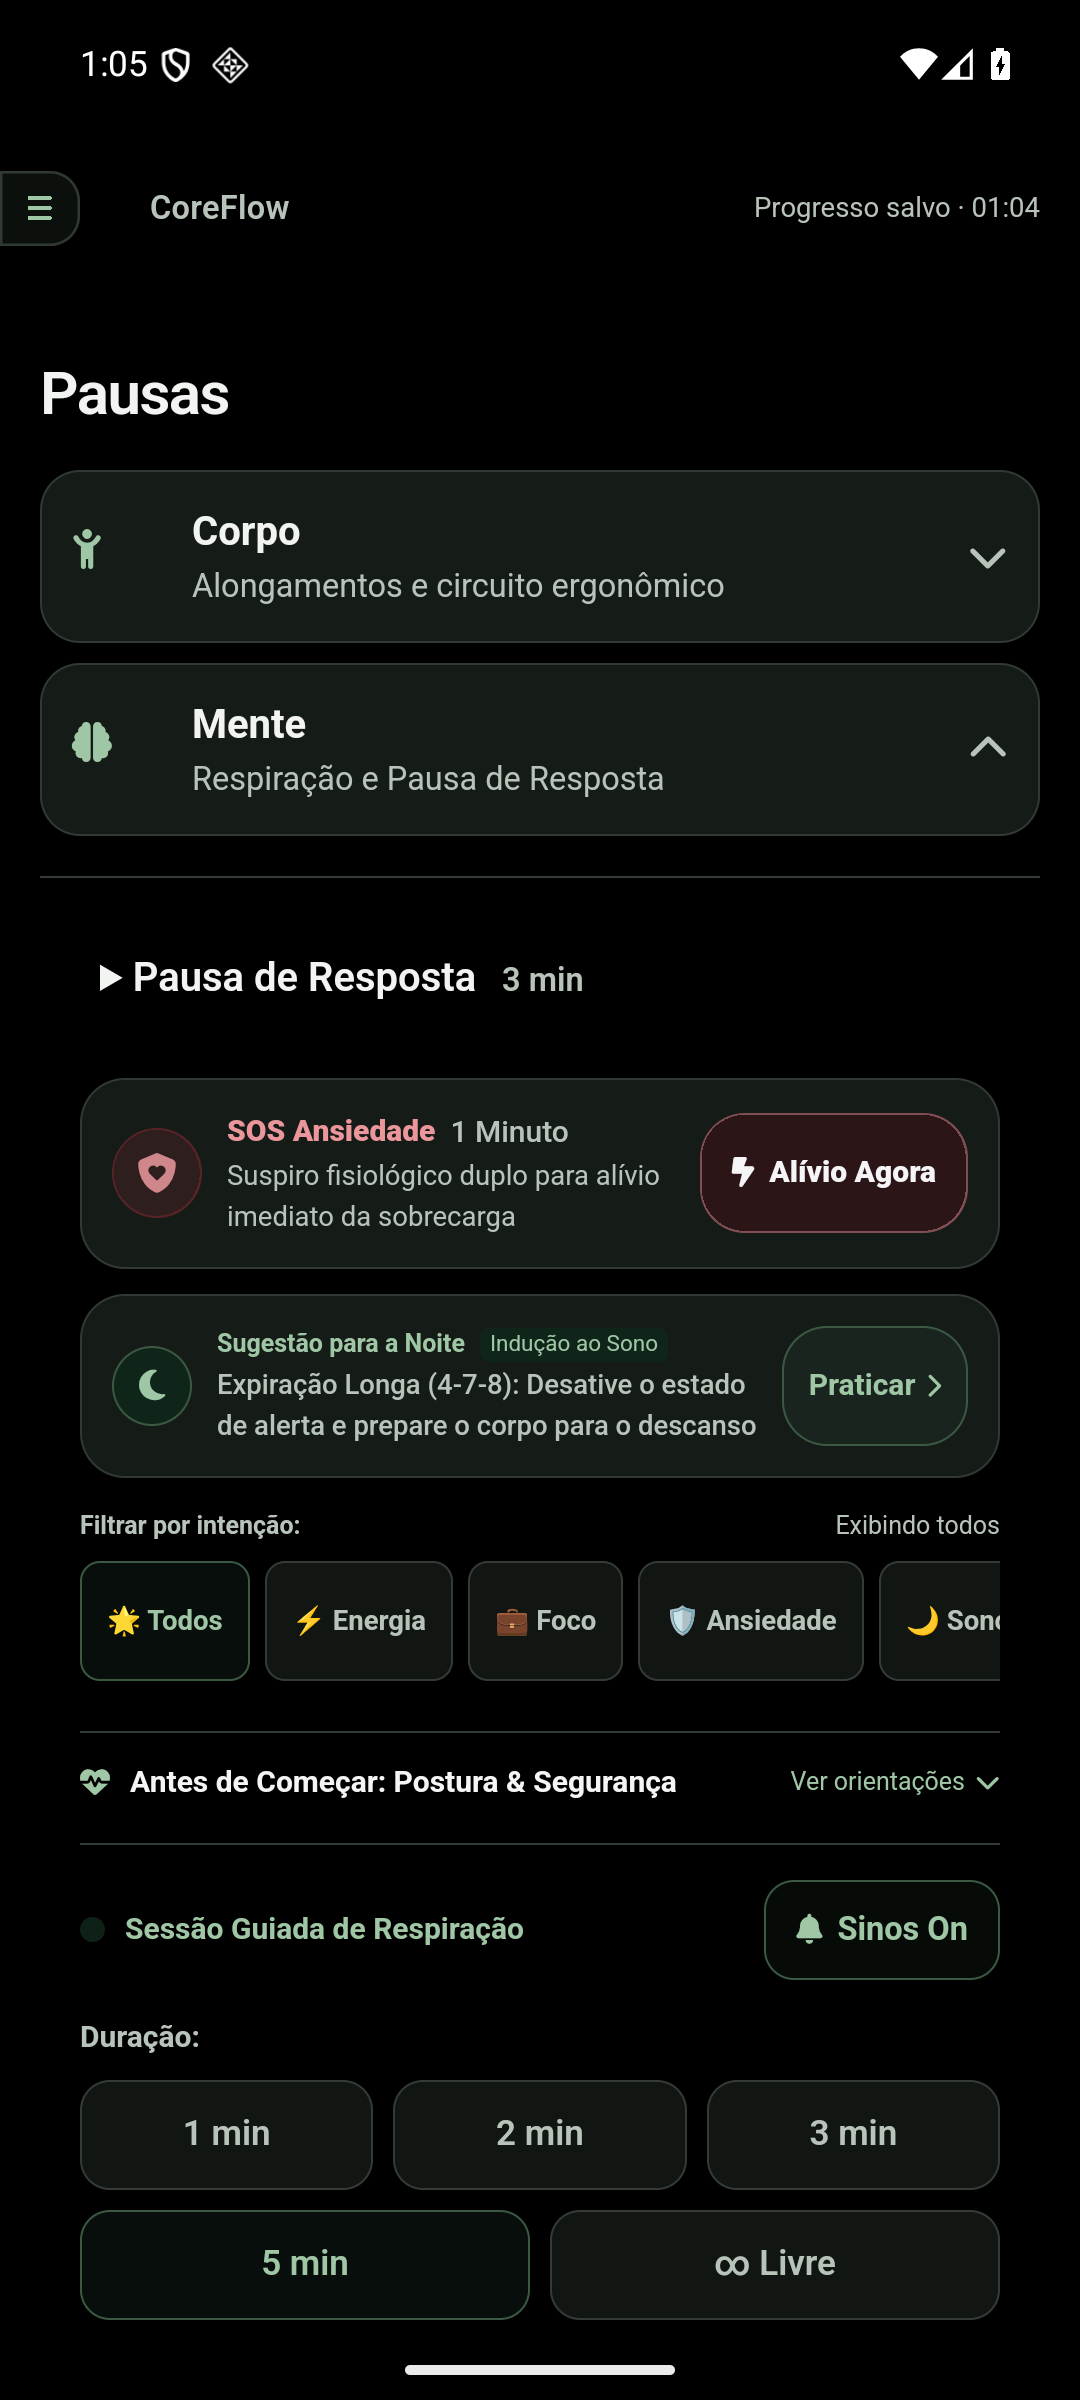 1:05
CoreFlow
Progresso salvo · 01:04
Pausas
Corpo
Alongamentos e circuito ergonômico
Mente
Respiração e Pausa de Resposta
Pausa de Resposta 3 min
SOS Ansiedade 1 Minuto
Suspiro fisiológico duplo para alívio
imediato da sobrecarga
Alívio Agora
Sugestão para a Noite Indução ao Sono
Expiração Longa (4-7-8): Desative o estado
de alerta e prepare o corpo para o descanso
Praticar
Filtrar por intenção:
Exibindo todos
Todos
Energia
Foco
Ansiedade
Sono
Antes de Começar: Postura & Segurança
Ver orientações
Sessão Guiada de Respiração
Sinos On
Duração:
1 min
2 min
3 min
5 min
∞ Livre